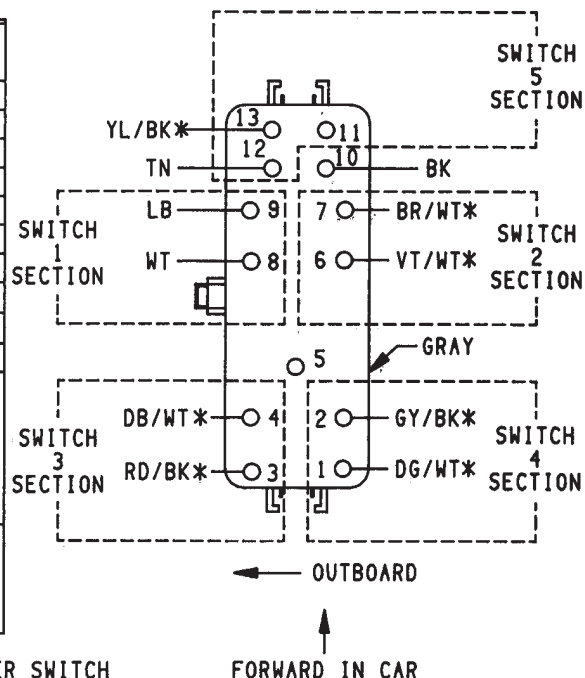 SWITCH
5
SECTION
13
11
YL/BK*
12
10
TN
BK
LB
9
7
BR/WT*
SWITCH
1
SECTION
SWITCH
2
SECTION
WT
8
6
VT/WT*
5
GRAY
DB/WT*
4
2
GY/BK*
SWITCH
3
SECTION
SWITCH
4
SECTION
RD/BK*
3
1
DG/WT*
OUTBOARD
ER SWITCH
FORWARD IN CAR